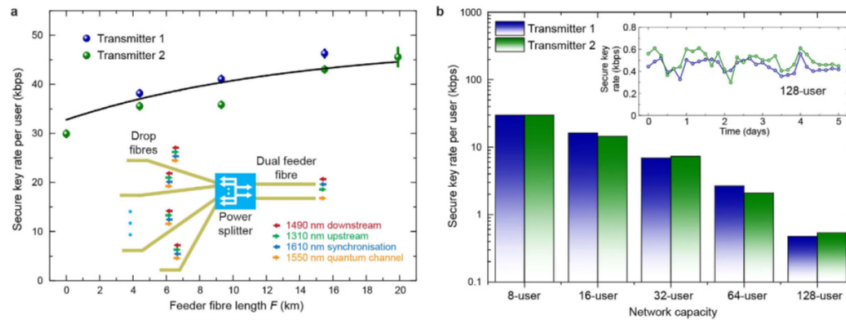 a
Secure key rate per user (kbps)
60
50
40
30
20
10
0
Transmitter 1
Transmitter 2
Drop
fibres
Dual feeder
fibre
Power
splitter
1490 nm downstream
1310 nm upstream
1610 nm synchronisation
1550 nm quantum channel
0 2 4 6 8 10 12 14 16 18 20
Feeder fibre length F (km)
b
Secure key rate per user (kbps)
1000
100
10
1
0.1
Transmitter 1
Transmitter 2
Secure key
rate (kbps)
0.8
0.6
0.4
0.2
0
128-user
0 1 2 3 4 5
Time (days)
8-user 16-user 32-user 64-user 128-user
Network capacity